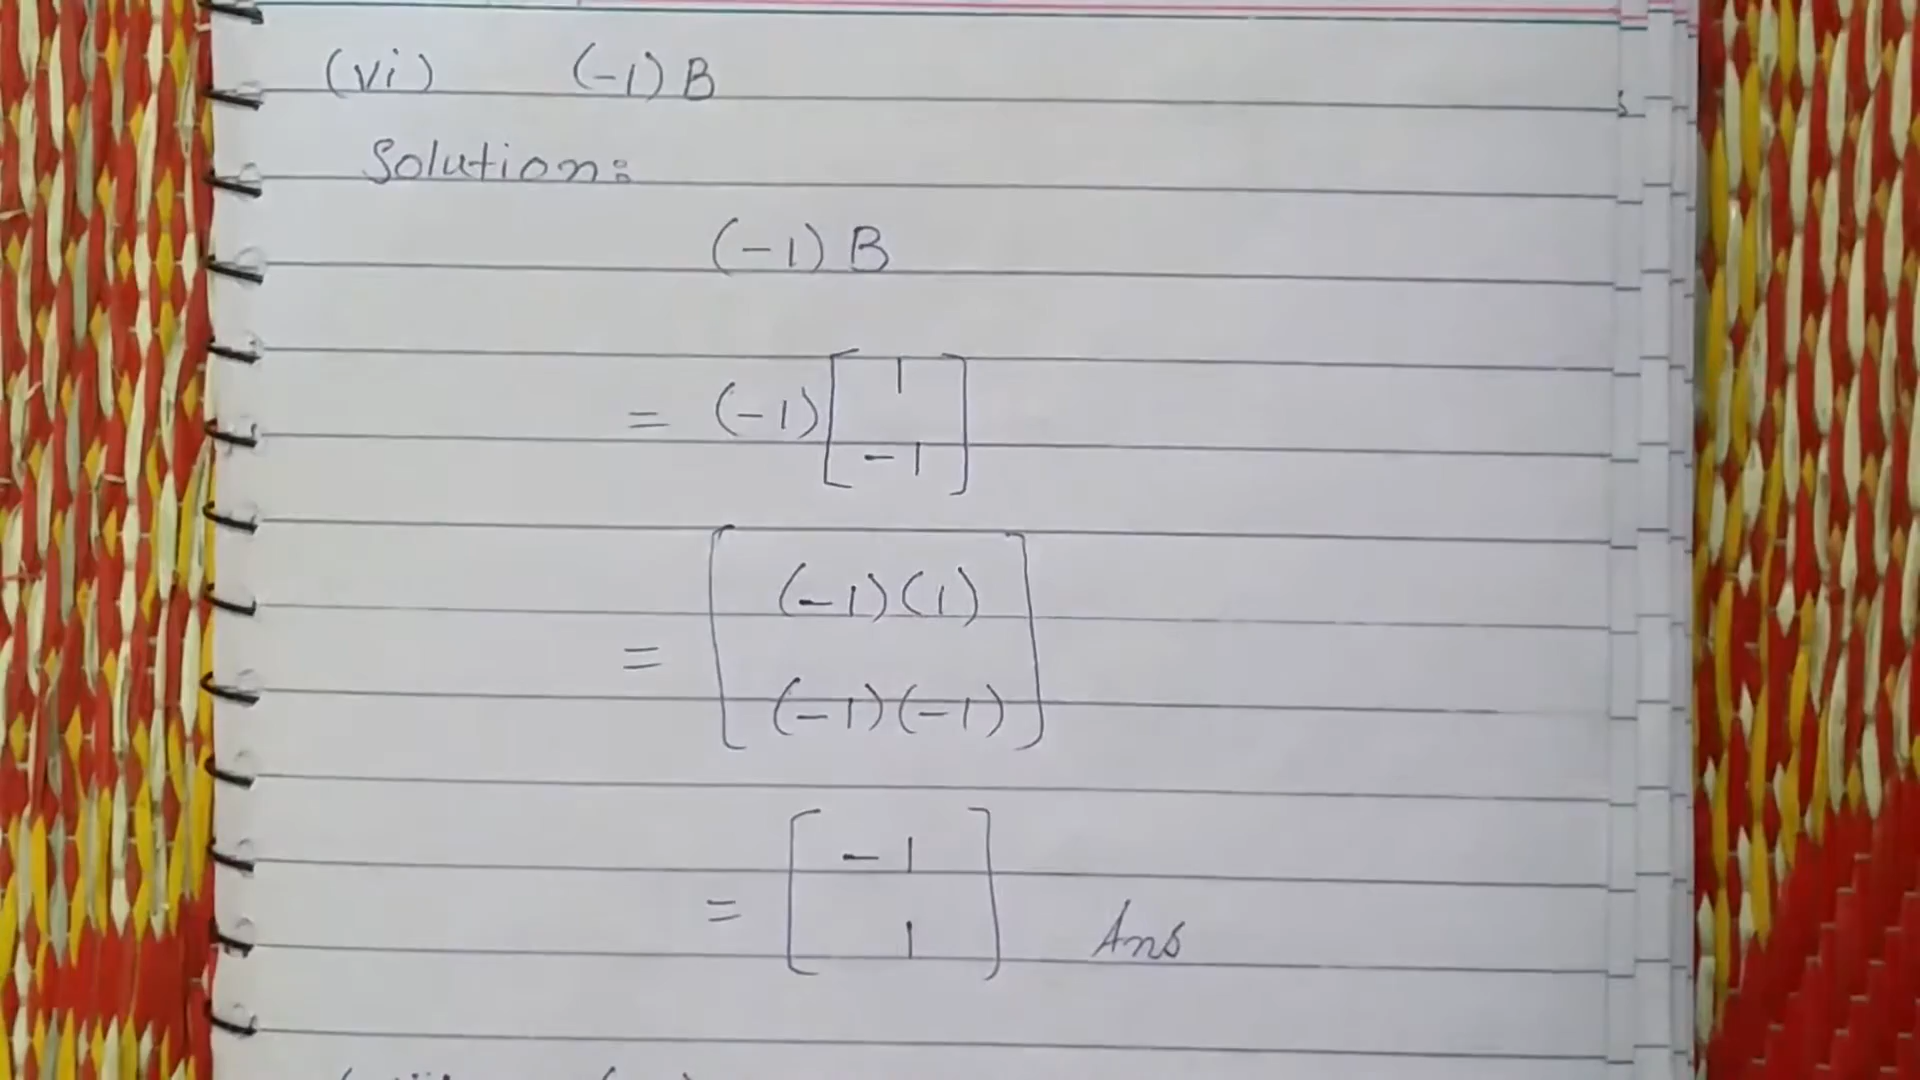 (vi) (-1) B
Solution:
(-1) B
= (-1) [ 1
-1 ]
= [ (-1)(1)
(-1)(-1) ]
= [ -1
1 ] Ans